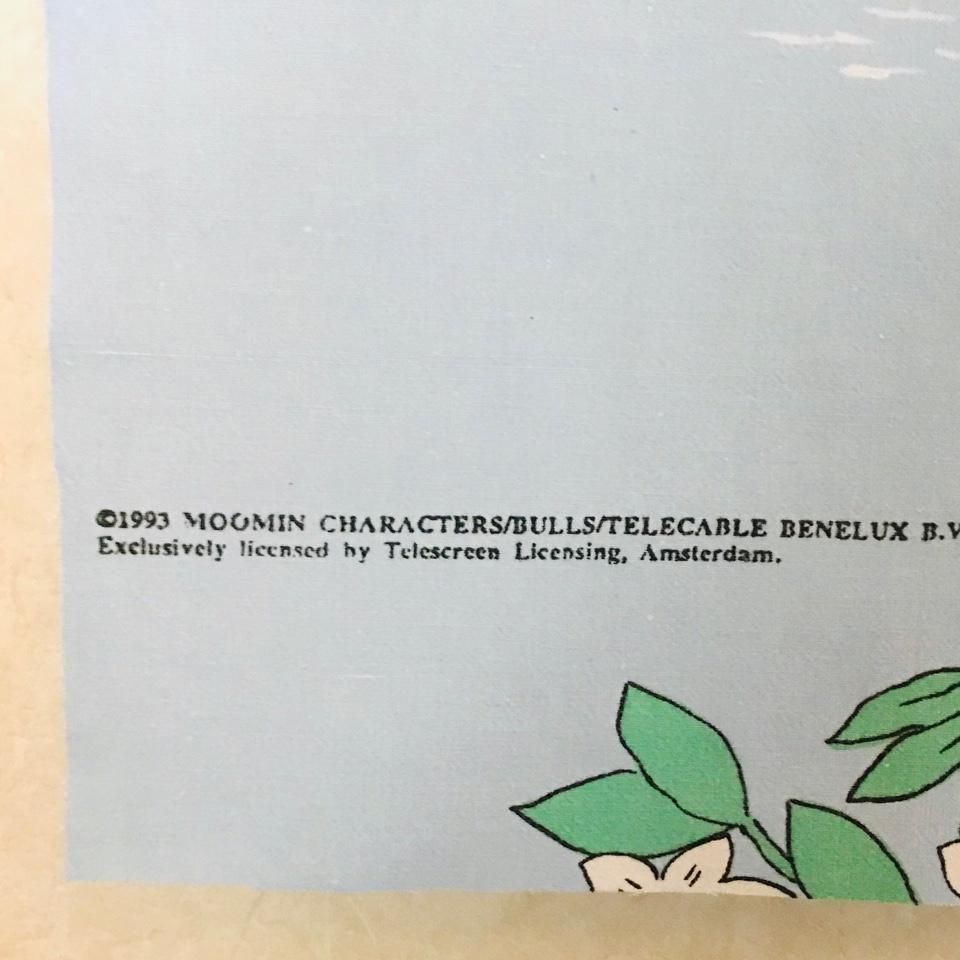 ©1993 MOOMIN CHARACTERS/BULLS/TELECABLE BENELUX B.V
Exclusively licensed by Telescreen Licensing, Amsterdam.